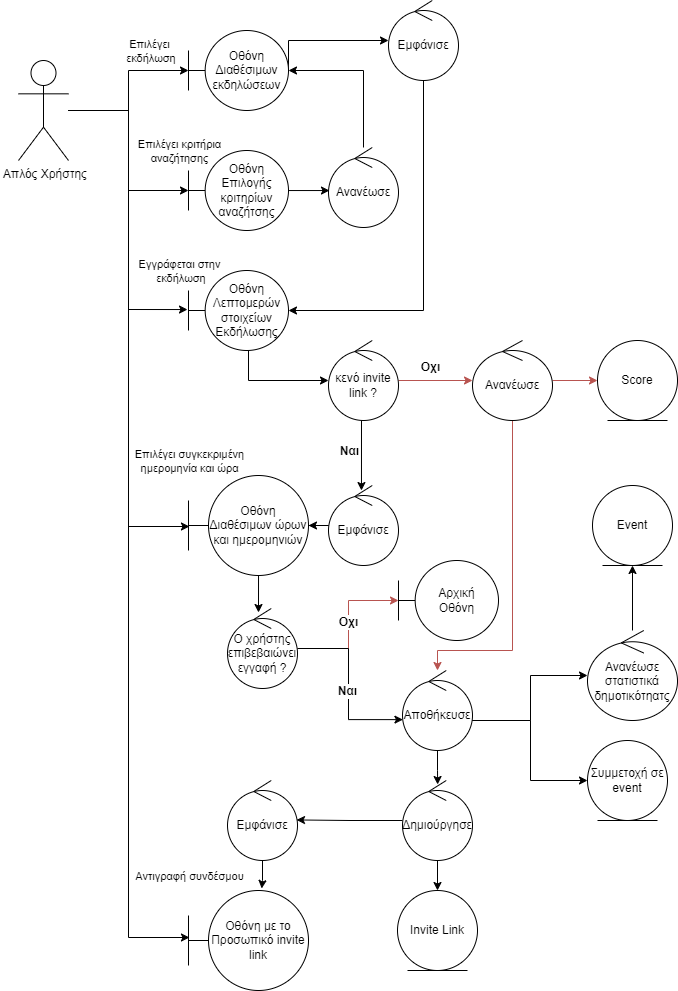 Επιλέγει
εκδήλωση
Οθόνη
Διαθέσιμων
εκδηλώσεων
Εμφάνισε
Απλός Χρήστης
Επιλέγει κριτήρια
αναζήτησης
Οθόνη
Επιλογής
κριτηρίων
αναζήτσης
Ανανέωσε
Εγγράφεται στην
εκδήλωση
Οθόνη
Λεπτομερών
στοιχείων
Εκδήλωσης
κενό invite
link ?
Οχι
Ανανέωσε
Score
Ναι
Επιλέγει συγκεκριμένη
ημερομηνία και ώρα
Οθόνη
Διαθέσιμων ώρων
και ημερομηνιών
Εμφάνισε
Event
Αρχική
Οθόνη
Οχι
Ο χρήστης
επιβεβαιώνει
εγγαφή ?
Ναι
Ανανέωσε
στατιστικά
δημοτικότηατς
Αποθήκευσε
Συμμετοχή σε
event
Εμφάνισε
Δημιούργησε
Αντιγραφή συνδέσμου
Οθόνη με το
Προσωπικό invite
link
Invite Link